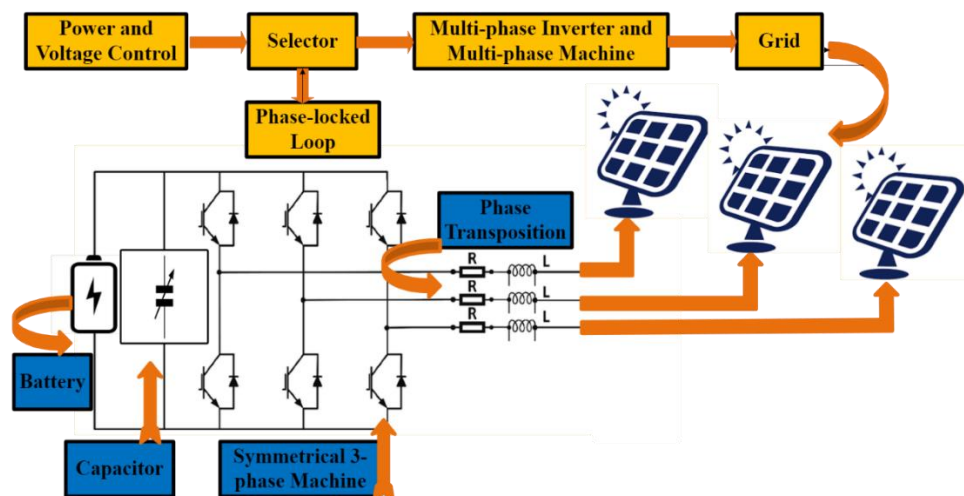 Power and
Voltage Control
Selector
Multi-phase Inverter and
Multi-phase Machine
Grid
Phase-locked
Loop
Phase
Transposition
R
L
R
L
R
L
Battery
Capacitor
Symmetrical 3-
phase Machine